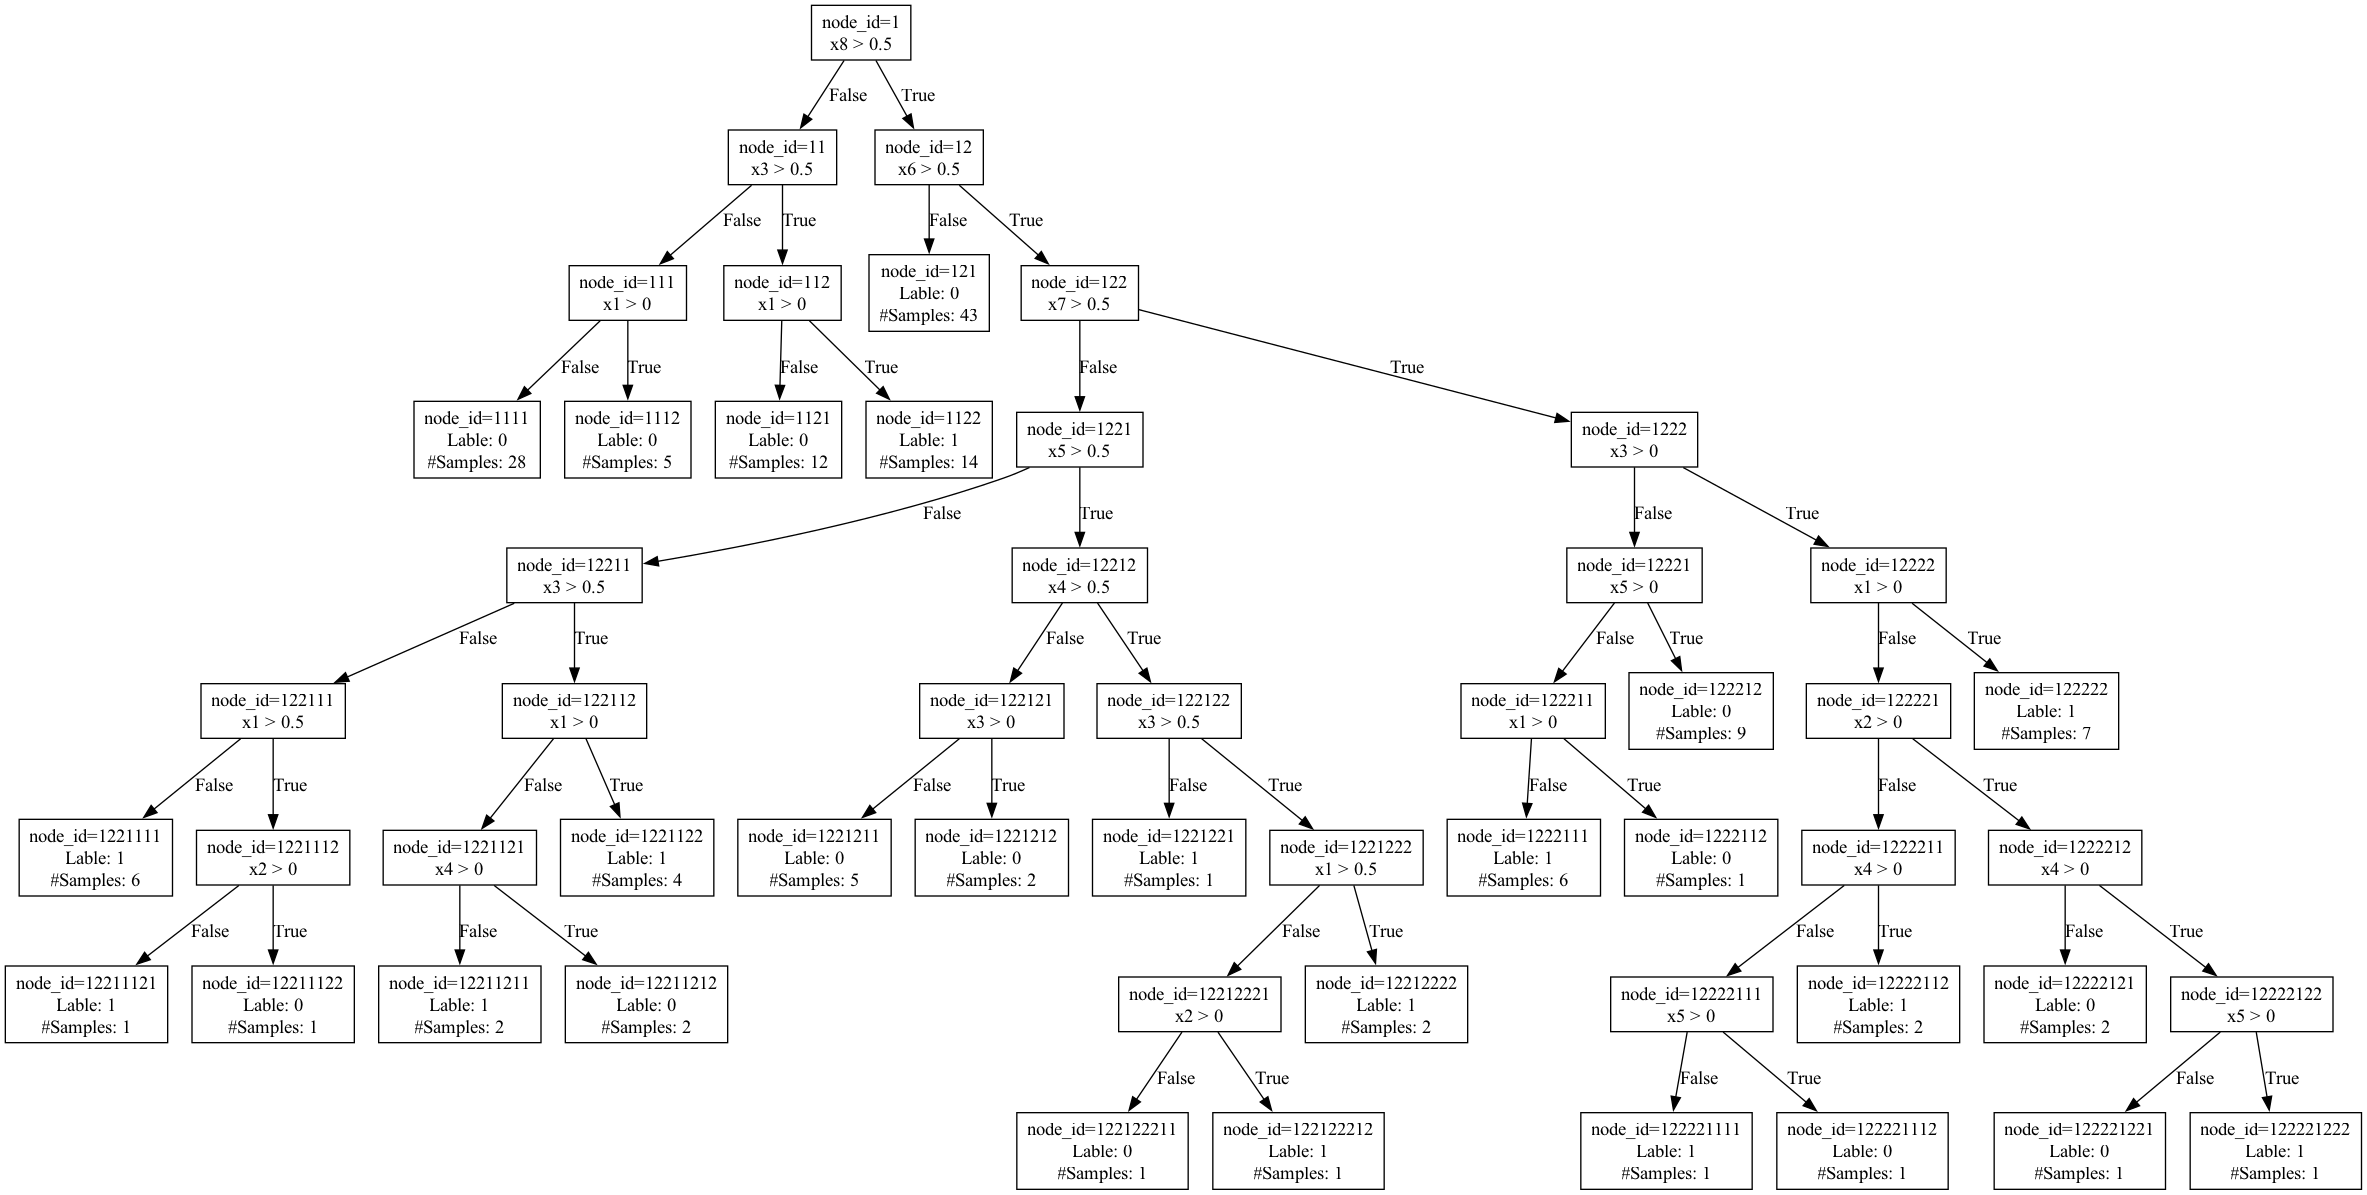 node_id=1
x8 > 0.5
False
True
node_id=11
x3 > 0.5
node_id=12
x6 > 0.5
False
True
False
True
node_id=111
x1 > 0
node_id=112
x1 > 0
node_id=121
Lable: 0
#Samples: 43
node_id=122
x7 > 0.5
False
True
False
True
False
True
node_id=1111
Lable: 0
#Samples: 28
node_id=1112
Lable: 0
#Samples: 5
node_id=1121
Lable: 0
#Samples: 12
node_id=1122
Lable: 1
#Samples: 14
node_id=1221
x5 > 0.5
node_id=1222
x3 > 0
False
True
False
True
node_id=12211
x3 > 0.5
node_id=12212
x4 > 0.5
node_id=12221
x5 > 0
node_id=12222
x1 > 0
False
True
False
True
False
True
False
True
node_id=122111
x1 > 0.5
node_id=122112
x1 > 0
node_id=122121
x3 > 0
node_id=122122
x3 > 0.5
node_id=122211
x1 > 0
node_id=122212
Lable: 0
#Samples: 9
node_id=122221
x2 > 0
node_id=122222
Lable: 1
#Samples: 7
False
True
False
True
False
True
False
True
False
True
False
True
node_id=1221111
Lable: 1
#Samples: 6
node_id=1221112
x2 > 0
node_id=1221121
x4 > 0
node_id=1221122
Lable: 1
#Samples: 4
node_id=1221211
Lable: 0
#Samples: 5
node_id=1221212
Lable: 0
#Samples: 2
node_id=1221221
Lable: 1
#Samples: 1
node_id=1221222
x1 > 0.5
node_id=1222111
Lable: 1
#Samples: 6
node_id=1222112
Lable: 0
#Samples: 1
node_id=1222211
x4 > 0
node_id=1222212
x4 > 0
False
True
False
True
False
True
False
True
False
True
node_id=12211121
Lable: 1
#Samples: 1
node_id=12211122
Lable: 0
#Samples: 1
node_id=12211211
Lable: 1
#Samples: 2
node_id=12211212
Lable: 0
#Samples: 2
node_id=12212221
x2 > 0
node_id=12212222
Lable: 1
#Samples: 2
node_id=12222111
x5 > 0
node_id=12222112
Lable: 1
#Samples: 2
node_id=12222121
Lable: 0
#Samples: 2
node_id=12222122
x5 > 0
False
True
False
True
False
True
node_id=122122211
Lable: 0
#Samples: 1
node_id=122122212
Lable: 1
#Samples: 1
node_id=122221111
Lable: 1
#Samples: 1
node_id=122221112
Lable: 0
#Samples: 1
node_id=122221221
Lable: 0
#Samples: 1
node_id=122221222
Lable: 1
#Samples: 1